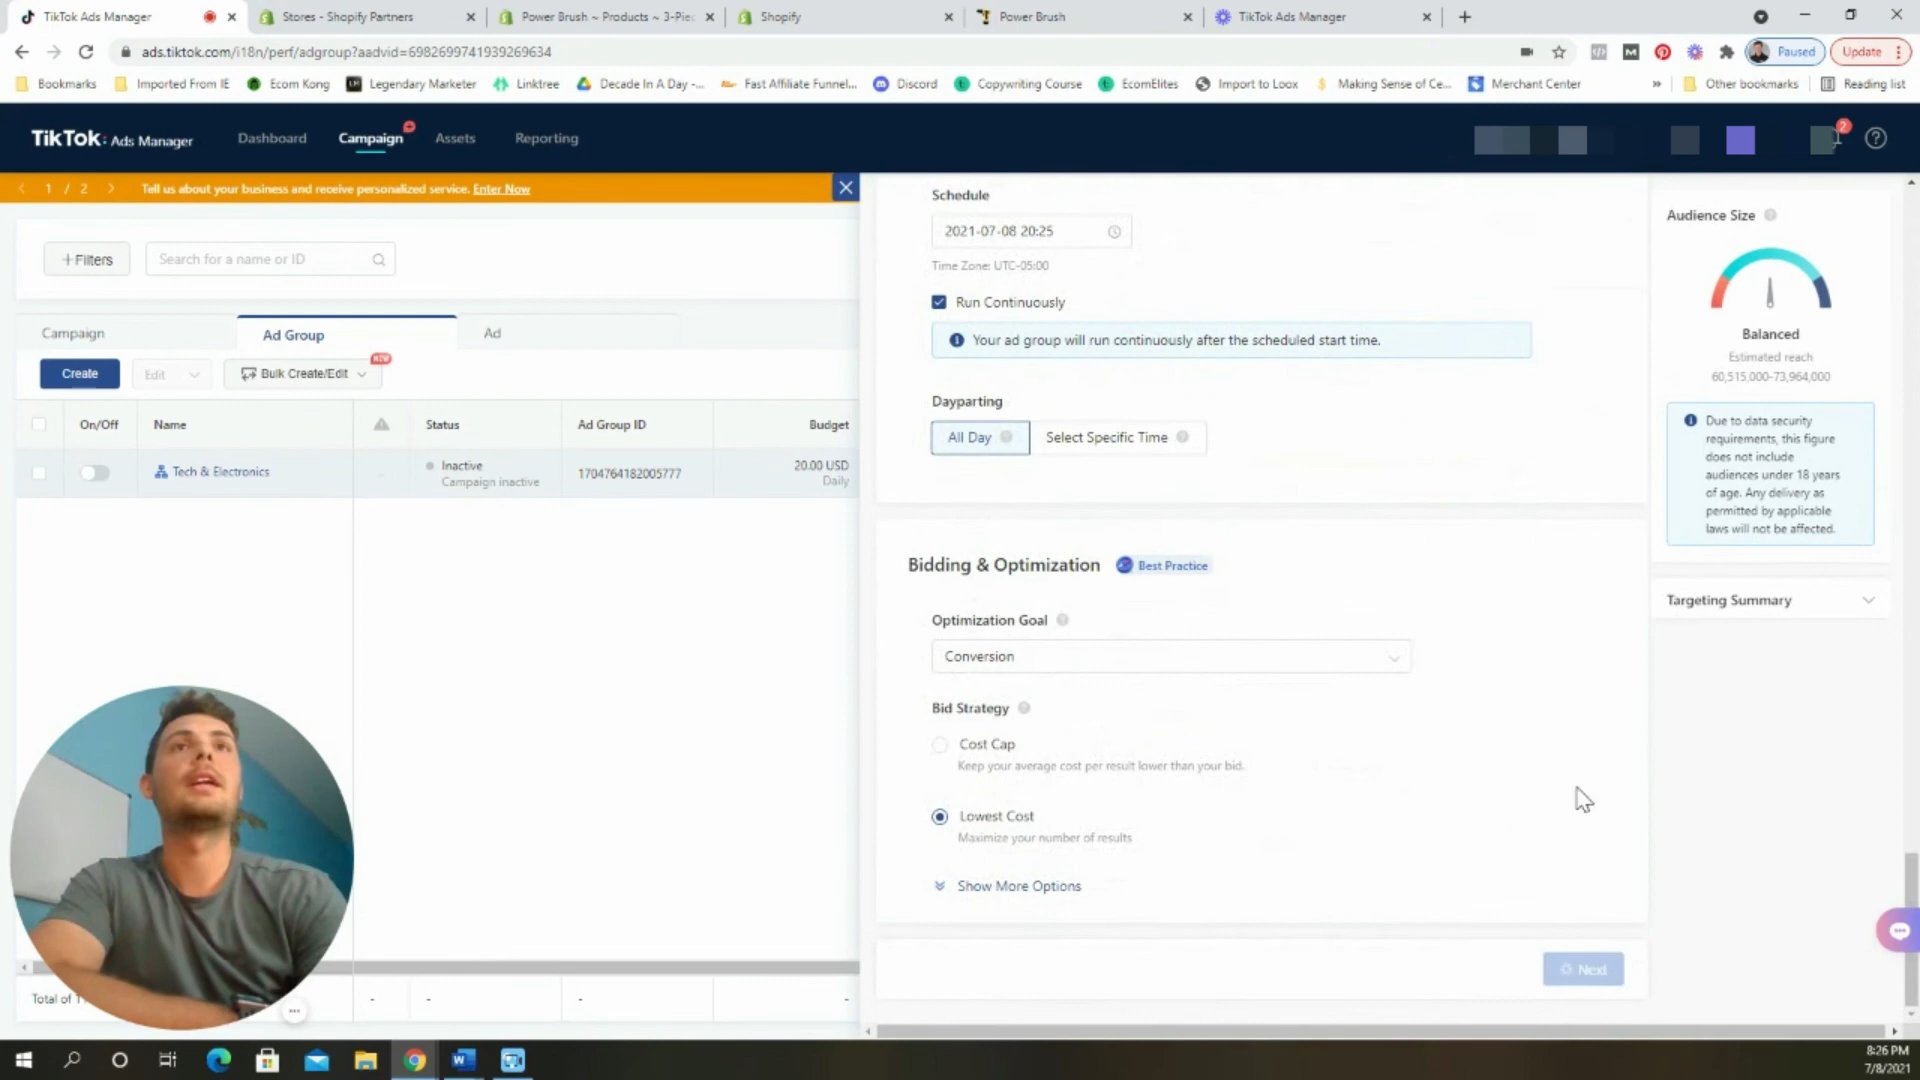 TikTok Ads Manager
Stores - Shopify Partners
Power Brush ~ Products ~ 3-Piec
Shopify
Power Brush
TikTok Ads Manager
ads.tiktok.com/i18n/perf/adgroup?aadvid=6982699741939269634
Paused
Update
Bookmarks
Imported From IE
Ecom Kong
Legendary Marketer
Linktree
Decade In A Day -...
Fast Affiliate Funnel...
Discord
Copywriting Course
EcomElites
Import to Loox
Making Sense of Ce...
Merchant Center
»
Other bookmarks
Reading list
TikTok: Ads Manager
Dashboard
Campaign
Assets
Reporting
2
1 / 2
Tell us about your business and receive personalized service. Enter Now
+Filters
Search for a name or ID
Campaign
Ad Group
Ad
Create
Edit
Bulk Create/Edit
NEW
On/Off
Name
Status
Ad Group ID
Budget
Tech & Electronics
-
Inactive
Campaign inactive
1704764182005777
20.00 USD
Daily
Total of 1
-
-
-
-
Schedule
2021-07-08 20:25
Time Zone: UTC-05:00
Run Continuously
Your ad group will run continuously after the scheduled start time.
Dayparting
All Day
Select Specific Time
Bidding & Optimization
Best Practice
Optimization Goal
Conversion
Bid Strategy
Cost Cap
Keep your average cost per result lower than your bid.
Lowest Cost
Maximize your number of results
Show More Options
Next
Audience Size
Balanced
Estimated reach
60,515,000-73,964,000
Due to data security
requirements, this figure
does not include
audiences under 18 years
of age. Any delivery as
permitted by applicable
laws will not be affected.
Targeting Summary
8:26 PM
7/8/2021